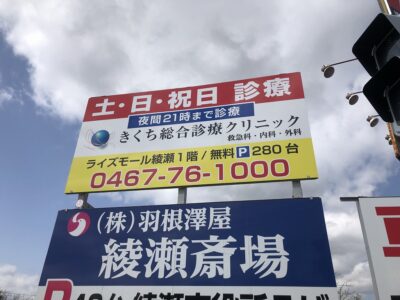 土・日・祝日 診療
夜間21時まで診療
きくち総合診療クリニック
救急科・内科・外科
ライズモール綾瀬1階/無料P280台
0467-76-1000
(株)羽根澤屋
綾瀬斎場